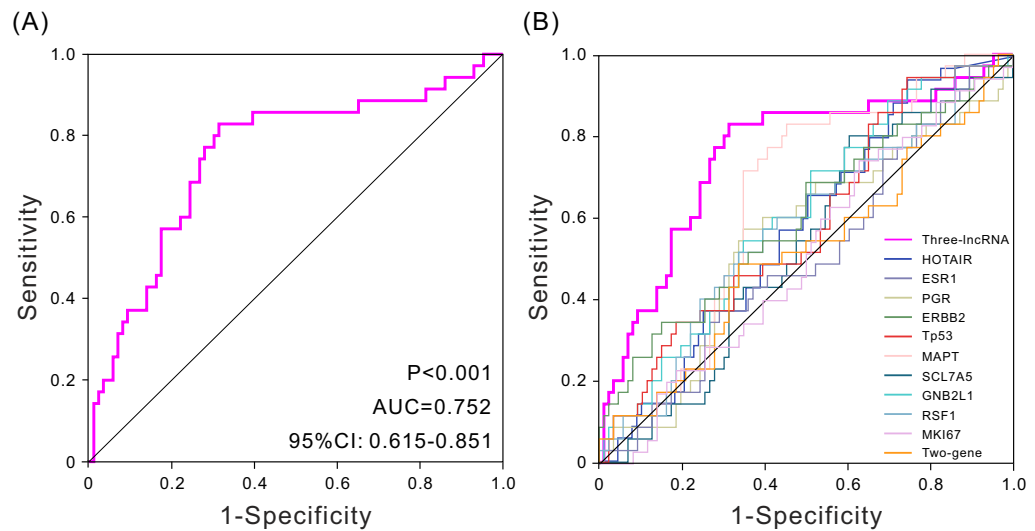 (A)
1.0
0.8
0.6
0.4
0.2
0
Sensitivity
P<0.001
AUC=0.752
95%CI: 0.615-0.851
0
0.2
0.4
0.6
0.8
1.0
1-Specificity
(B)
1.0
0.8
0.6
0.4
0.2
0
Sensitivity
Three-lncRNA
HOTAIR
ESR1
PGR
ERBB2
Tp53
MAPT
SCL7A5
GNB2L1
RSF1
MKI67
Two-gene
0
0.2
0.4
0.6
0.8
1.0
1-Specificity